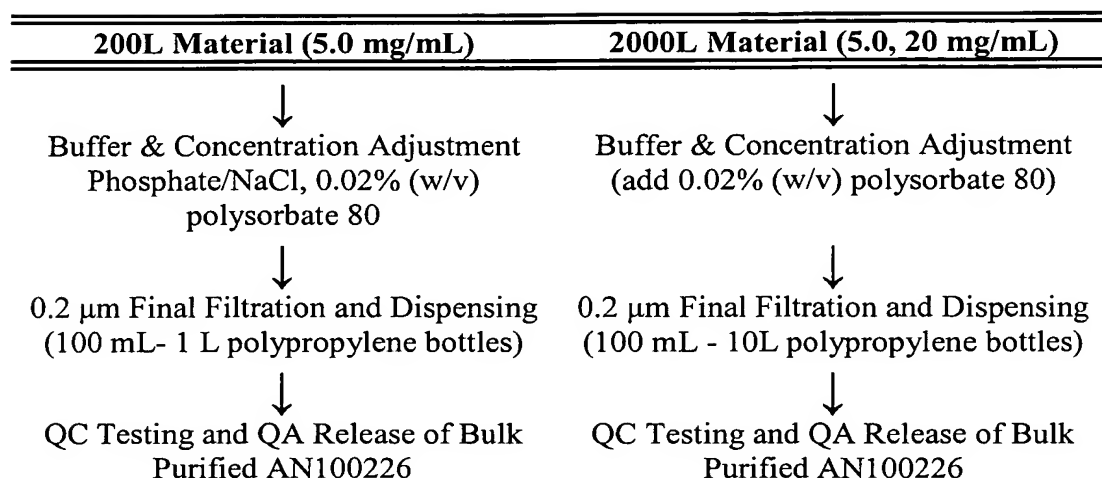 200L Material (5.0 mg/mL)
2000L Material (5.0, 20 mg/mL)
Buffer & Concentration Adjustment
Phosphate/NaCl, 0.02% (w/v)
polysorbate 80
Buffer & Concentration Adjustment
(add 0.02% (w/v) polysorbate 80)
0.2 μm Final Filtration and Dispensing
(100 mL- 1 L polypropylene bottles)
0.2 μm Final Filtration and Dispensing
(100 mL - 10L polypropylene bottles)
QC Testing and QA Release of Bulk
Purified AN100226
QC Testing and QA Release of Bulk
Purified AN100226